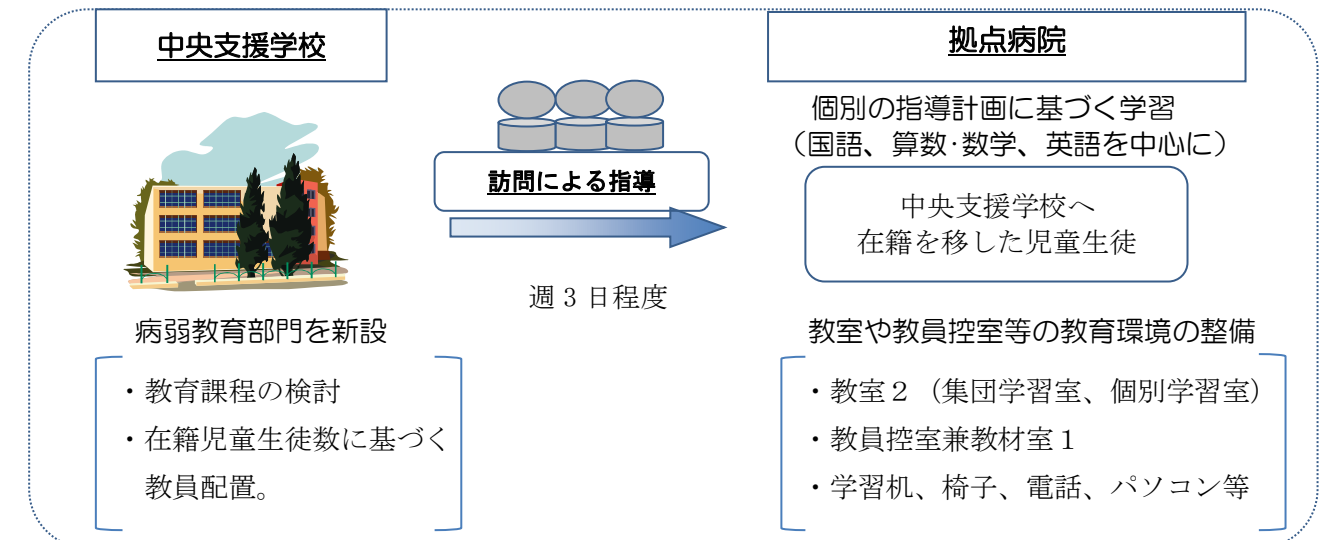 中央支援学校
拠点病院
訪問による指導
週3日程度
個別の指導計画に基づく学習
（国語、算数･数学、英語を中心に）
中央支援学校へ
在籍を移した児童生徒
病弱教育部門を新設
・教育課程の検討
・在籍児童生徒数に基づく
教員配置。
教室や教員控室等の教育環境の整備
・教室２（集団学習室、個別学習室）
・教員控室兼教材室１
・学習机、椅子、電話、パソコン等